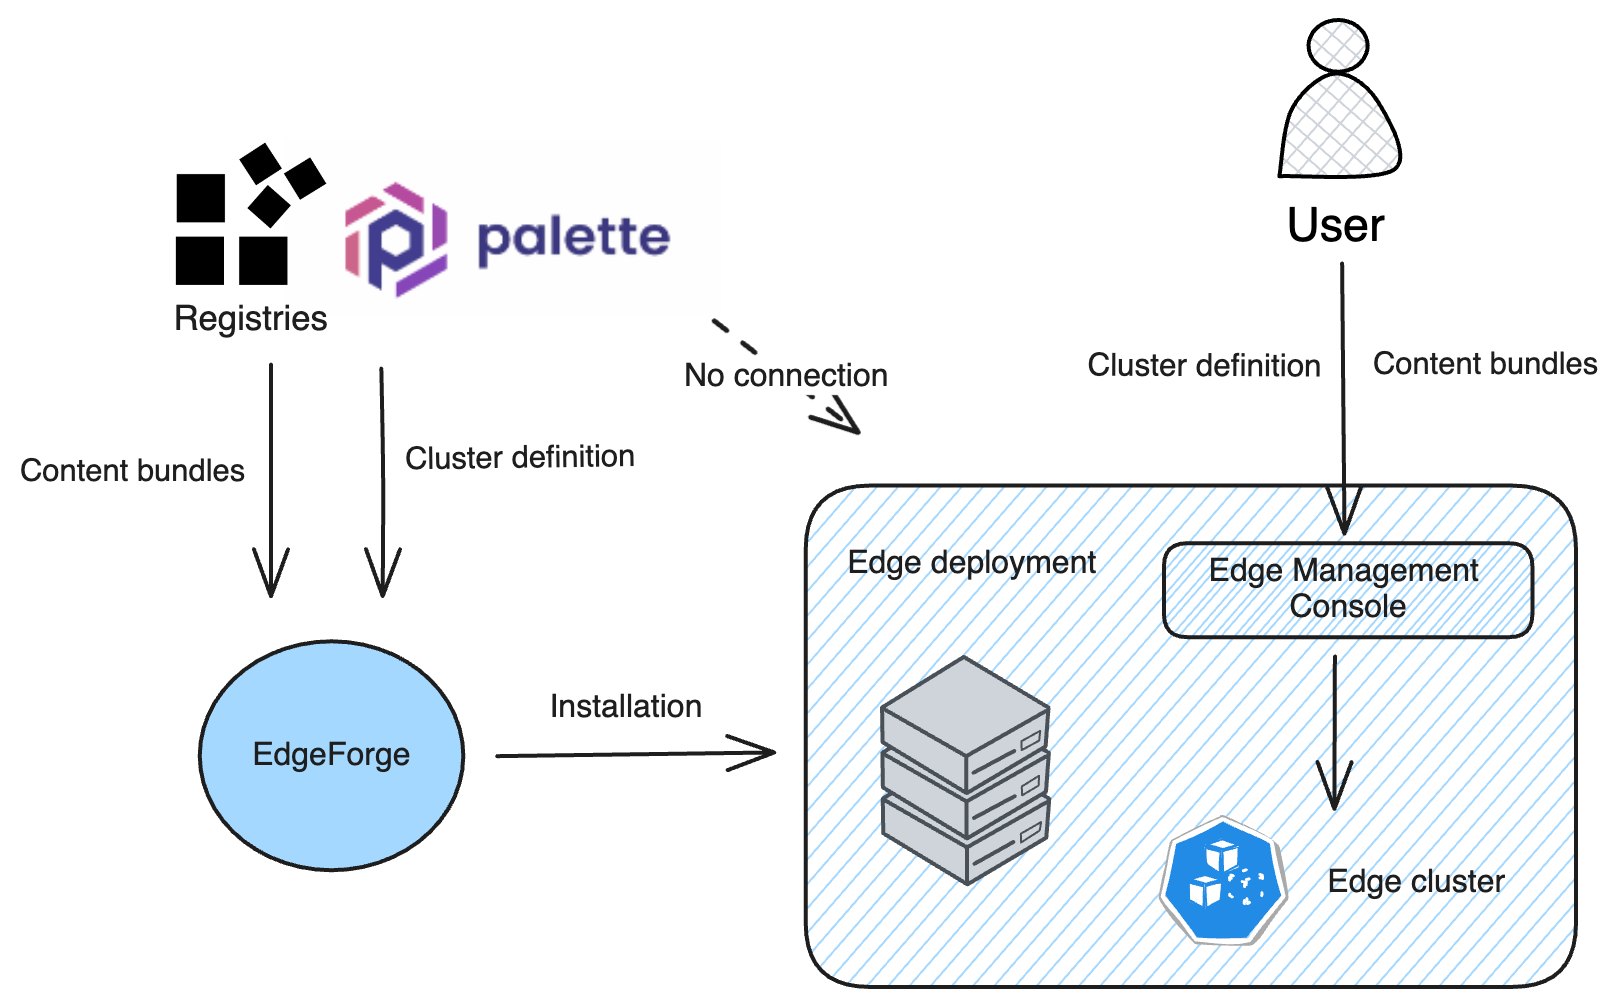 User
palette
Registries
No connection
Cluster definition
Content bundles
Content bundles
Cluster definition
Edge deployment
Edge Management
Console
Installation
EdgeForge
Edge cluster